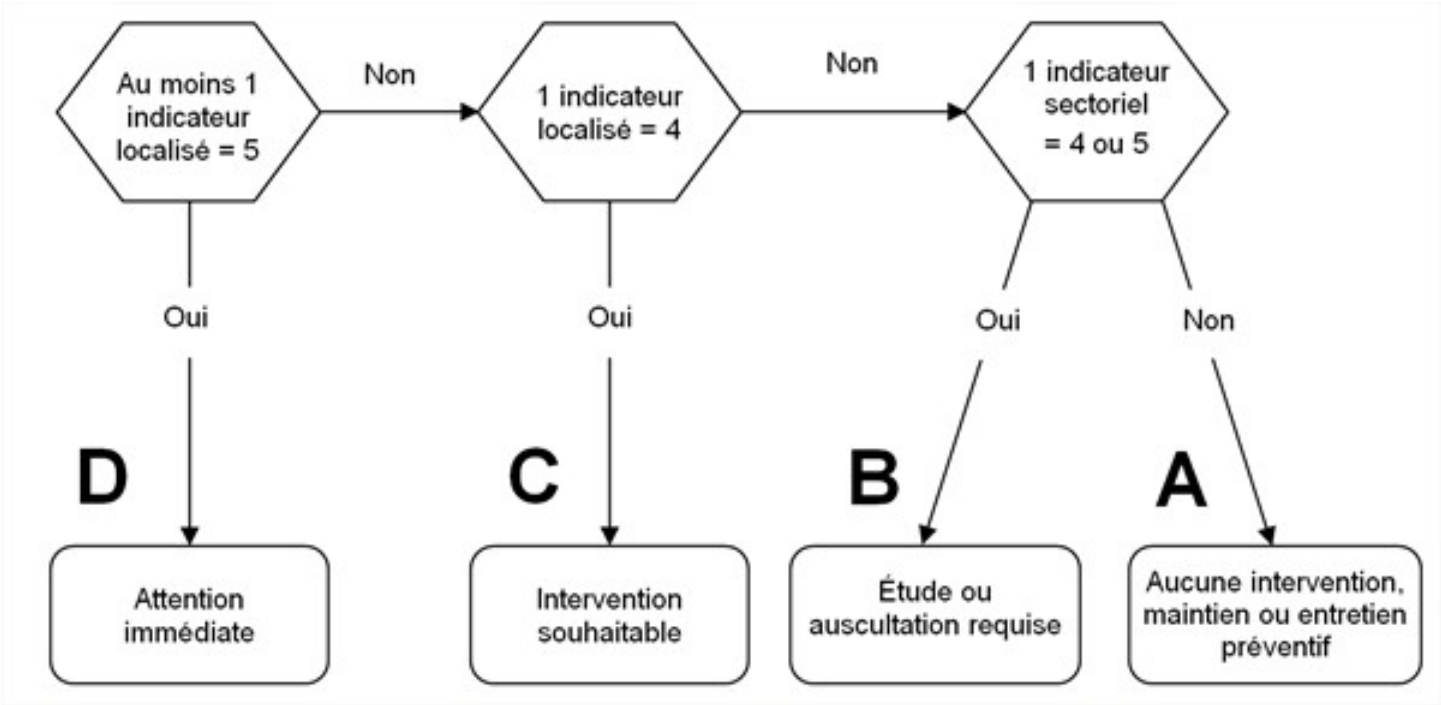 Au moins 1
indicateur
localisé = 5
Non
1 indicateur
localisé = 4
Non
1 indicateur
sectoriel
= 4 ou 5
Oui
Oui
Oui
Non
D
C
B
A
Attention
immédiate
Intervention
souhaitable
Étude ou
auscultation requise
Aucune intervention,
maintien ou entretien
préventif